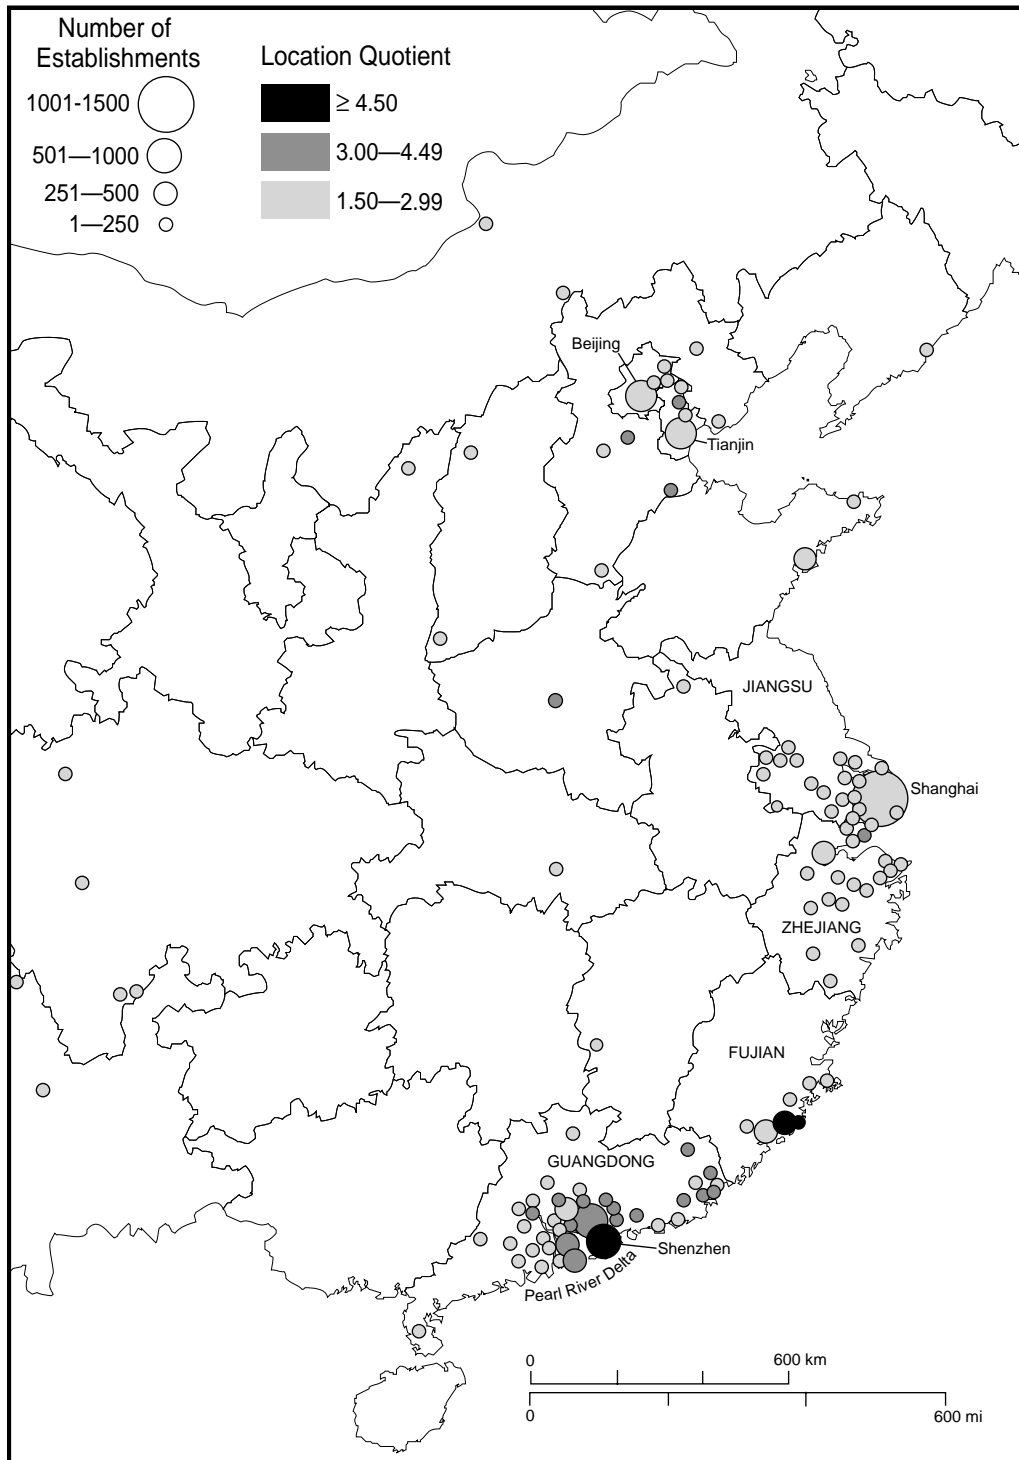 Number of
Establishments
1001-1500
501—1000
251—500
1—250
Location Quotient
≥ 4.50
3.00—4.49
1.50—2.99
Beijing
Tianjin
JIANGSU
Shanghai
ZHEJIANG
FUJIAN
GUANGDONG
Shenzhen
Pearl River Delta
0 600 km
0 600 mi